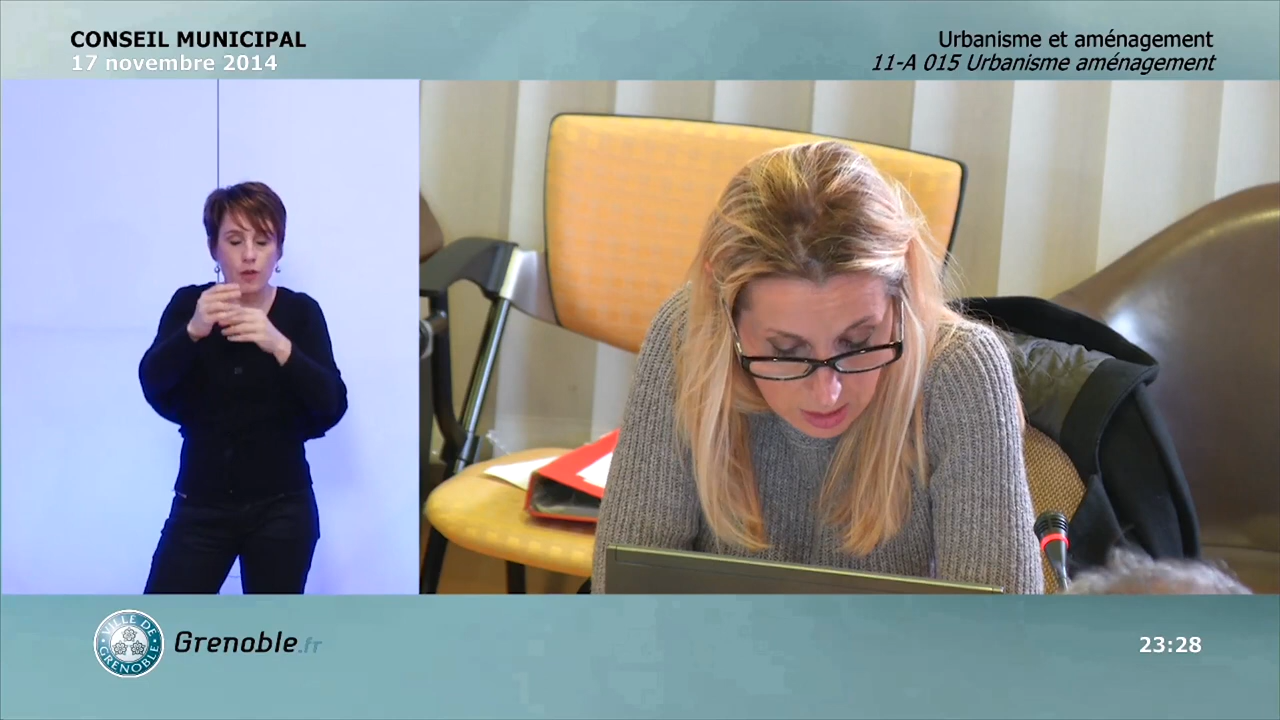 CONSEIL MUNICIPAL
17 novembre 2014
Urbanisme et aménagement
11-A 015 Urbanisme aménagement
VILLE DE GRENOBLE
Grenoble.fr
23:28